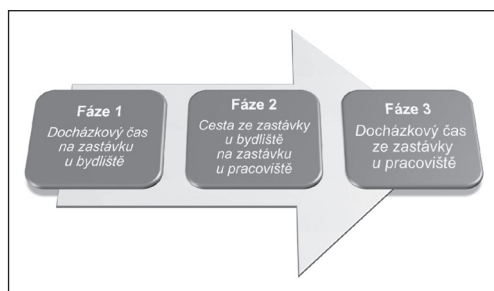 Fáze 1
Docházkový čas
na zastávku
u bydliště
Fáze 2
Cesta ze zastávky
u bydliště
na zastávku
u pracoviště
Fáze 3
Docházkový čas
ze zastávky
u pracoviště